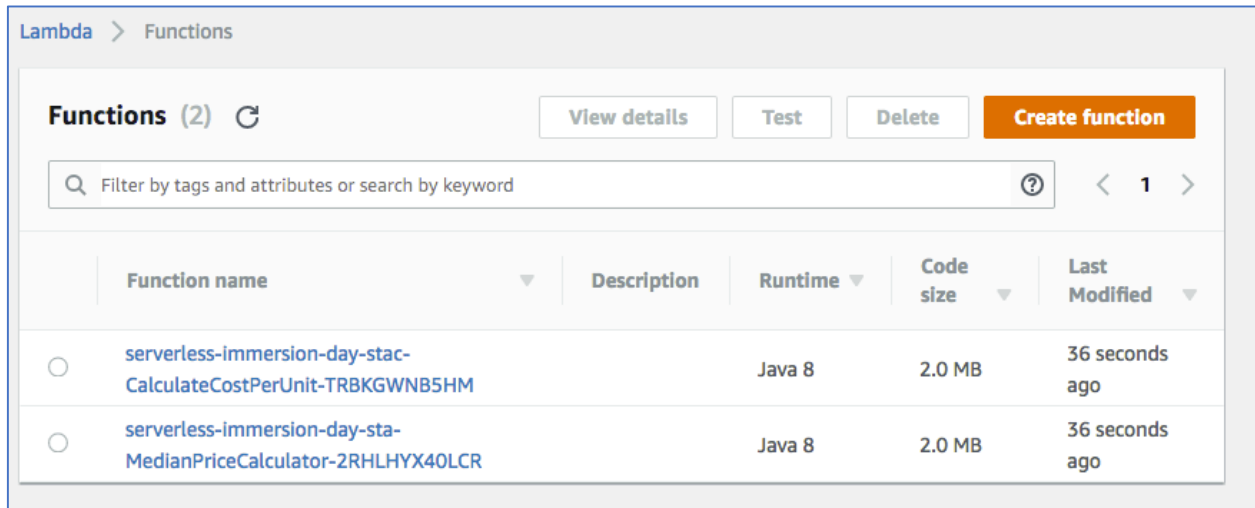 Lambda > Functions
Functions (2) View details Test Delete Create function
Filter by tags and attributes or search by keyword < 1 >
Function name Description Runtime Code size Last Modified
serverless-immersion-day-stac-
CalculateCostPerUnit-TRBKGWNB5HM Java 8 2.0 MB 36 seconds ago
serverless-immersion-day-sta-
MedianPriceCalculator-2RHLHYX40LCR Java 8 2.0 MB 36 seconds ago